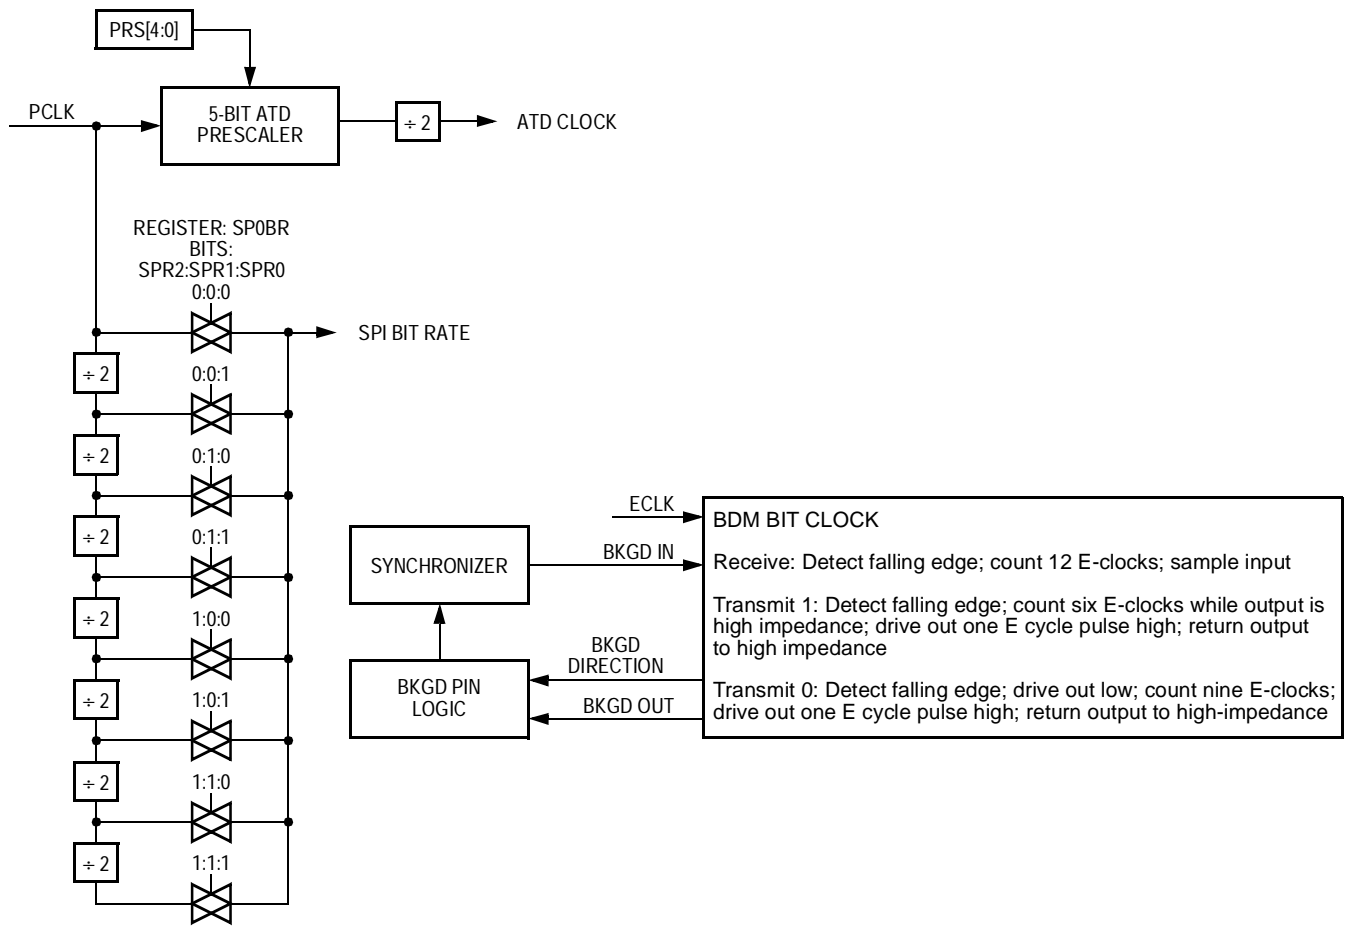 PRS[4:0]
PCLK
5-BIT ATD
PRESCALER
÷ 2
ATD CLOCK
REGISTER: SP0BR
BITS:
SPR2:SPR1:SPR0
0:0:0
SPI BIT RATE
÷ 2
0:0:1
÷ 2
0:1:0
÷ 2
0:1:1
÷ 2
1:0:0
÷ 2
1:0:1
÷ 2
1:1:0
÷ 2
1:1:1
SYNCHRONIZER
BKGD PIN
LOGIC
ECLK
BKGD IN
BKGD
DIRECTION
BKGD OUT
BDM BIT CLOCK
Receive: Detect falling edge; count 12 E-clocks; sample input
Transmit 1: Detect falling edge; count six E-clocks while output is
high impedance; drive out one E cycle pulse high; return output
to high impedance
Transmit 0: Detect falling edge; drive out low; count nine E-clocks;
drive out one E cycle pulse high; return output to high-impedance